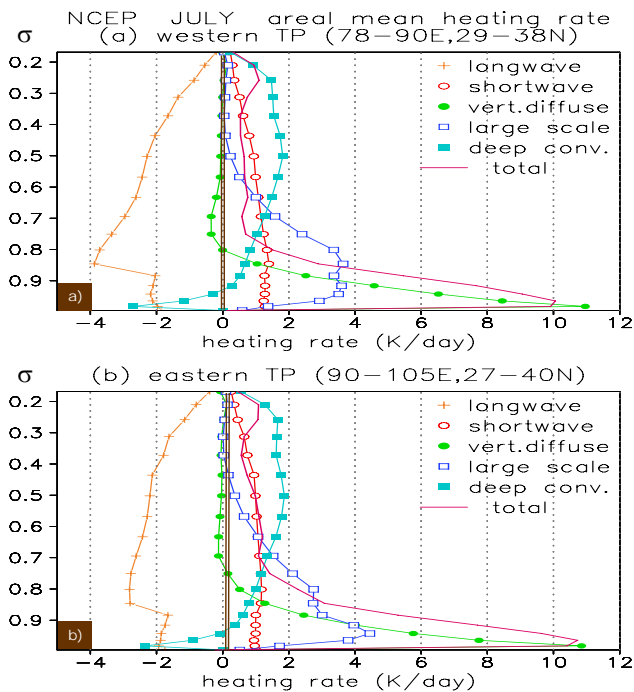 NCEP JULY areal mean heating rate
σ (a) western TP (78−90E,29−38N)
0.2
0.3
0.4
0.5
0.6
0.7
0.8
0.9
longwave
shortwave
vert.diffuse
large scale
deep conv.
total
a)
−4 −2 0 2 4 6 8 10 12
heating rate (K/day)
σ (b) eastern TP (90−105E,27−40N)
0.2
0.3
0.4
0.5
0.6
0.7
0.8
0.9
longwave
shortwave
vert.diffuse
large scale
deep conv.
total
b)
−4 −2 0 2 4 6 8 10 12
heating rate (K/day)